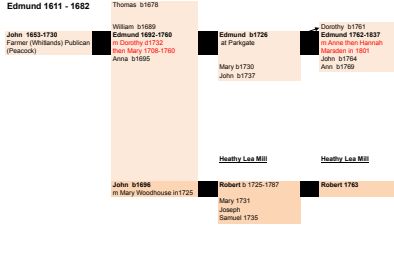 Edmund 1611 - 1682
Thomas b1678
William b1689
John 1653-1730
Farmer (Whitlands) Publican
(Peacock)
Edmund 1692-1760
m Dorothy d1732
then Mary 1708-1760
Anna b1695
Edmund b1726
at Parkgate
Mary b1730
John b1737
Dorothy b1761
Edmund 1762-1837
m Anne then Hannah
Marsden in 1801
John b1764
Ann b1769
Heathy Lea Mill
Heathy Lea Mill
John b1696
m Mary Woodhouse in1725
Robert b 1725-1787
Mary 1731
Joseph
Samuel 1735
Robert 1763